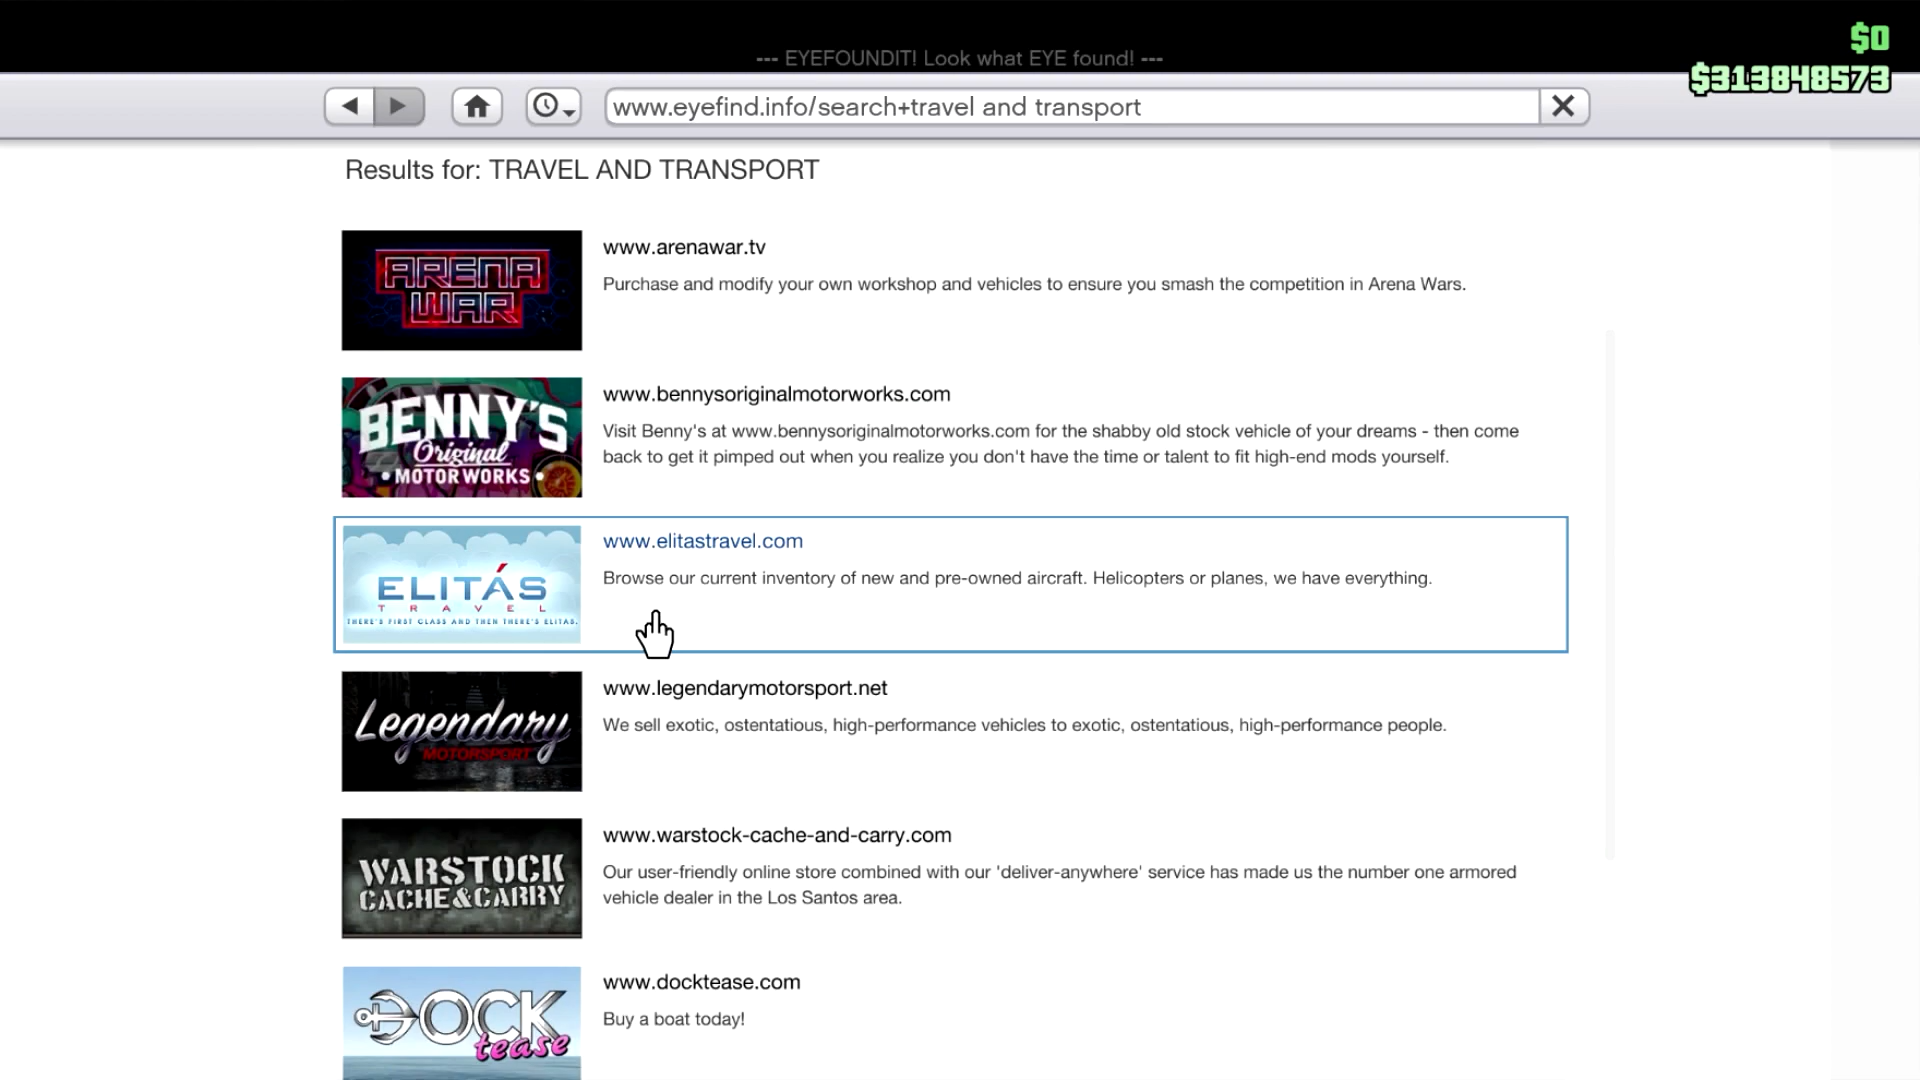 $0
--- EYEFOUNDIT! Look what EYE found! ---
$313848573
www.eyefind.info/search+travel and transport
Results for: TRAVEL AND TRANSPORT
ARENA
WAR
www.arenawar.tv
Purchase and modify your own workshop and vehicles to ensure you smash the competition in Arena Wars.
BENNY'S
Original
• MOTOR WORKS •
www.bennysoriginalmotorworks.com
Visit Benny's at www.bennysoriginalmotorworks.com for the shabby old stock vehicle of your dreams - then come
back to get it pimped out when you realize you don't have the time or talent to fit high-end mods yourself.
ELITÁS
TRAVEL
THERE'S FIRST CLASS AND THEN THERE'S ELITAS.
www.elitastravel.com
Browse our current inventory of new and pre-owned aircraft. Helicopters or planes, we have everything.
Legendary
MOTORSPORT
www.legendarymotorsport.net
We sell exotic, ostentatious, high-performance vehicles to exotic, ostentatious, high-performance people.
WARSTOCK
CACHE&CARRY
www.warstock-cache-and-carry.com
Our user-friendly online store combined with our 'deliver-anywhere' service has made us the number one armored
vehicle dealer in the Los Santos area.
DOCK
tease
www.docktease.com
Buy a boat today!